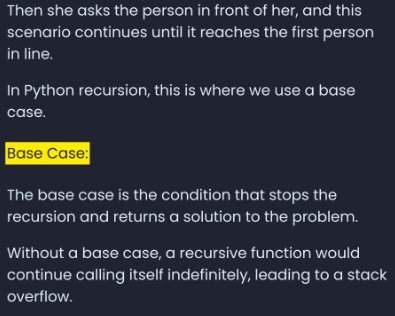 Then she asks the person in front of her, and this
scenario continues until it reaches the first person
in line.
In Python recursion, this is where we use a base
case.
Base Case:
The base case is the condition that stops the
recursion and returns a solution to the problem.
Without a base case, a recursive function would
continue calling itself indefinitely, leading to a stack
overflow.